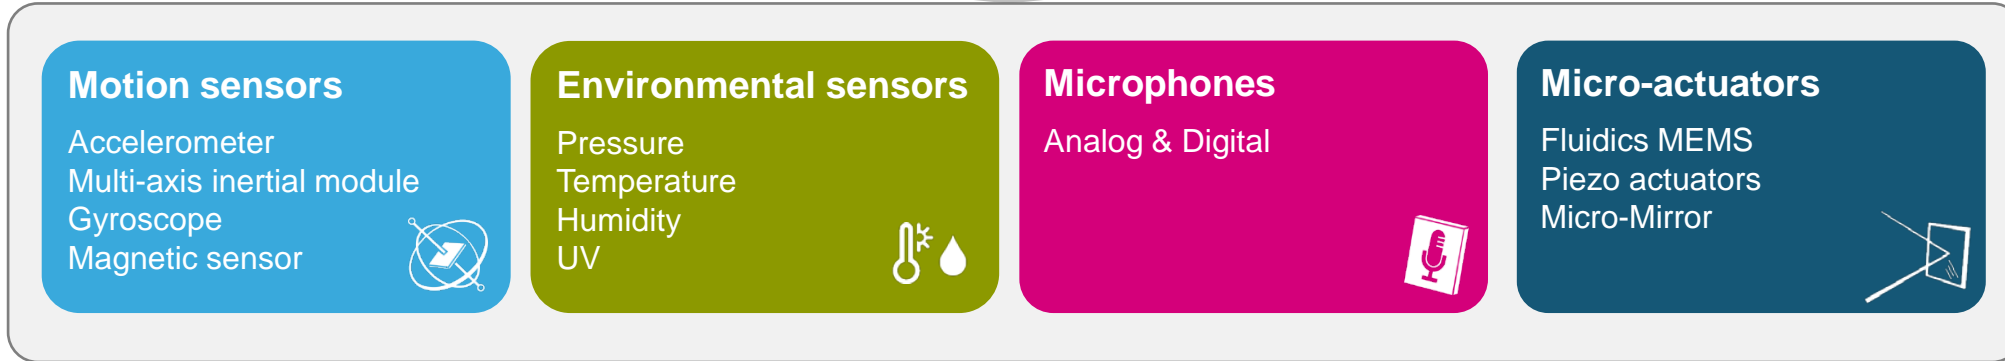 Motion sensors
Accelerometer
Multi-axis inertial module
Gyroscope
Magnetic sensor
Environmental sensors
Pressure
Temperature
Humidity
UV
Microphones
Analog & Digital
Micro-actuators
Fluidics MEMS
Piezo actuators
Micro-Mirror